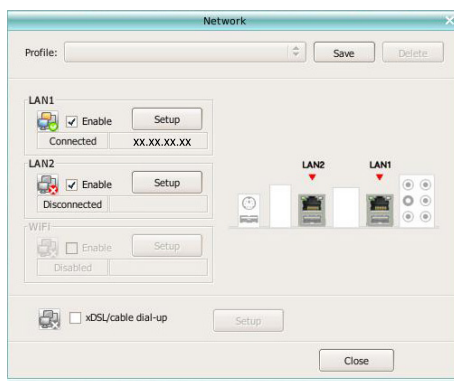 Network
Profile: Save Delete
LAN1
Enable Setup
Connected XX.XX.XX.XX
LAN2
Enable Setup
Disconnected
WIFI
Enable Setup
Disabled
LAN2 LAN1
xDSL/cable dial-up Setup
Close